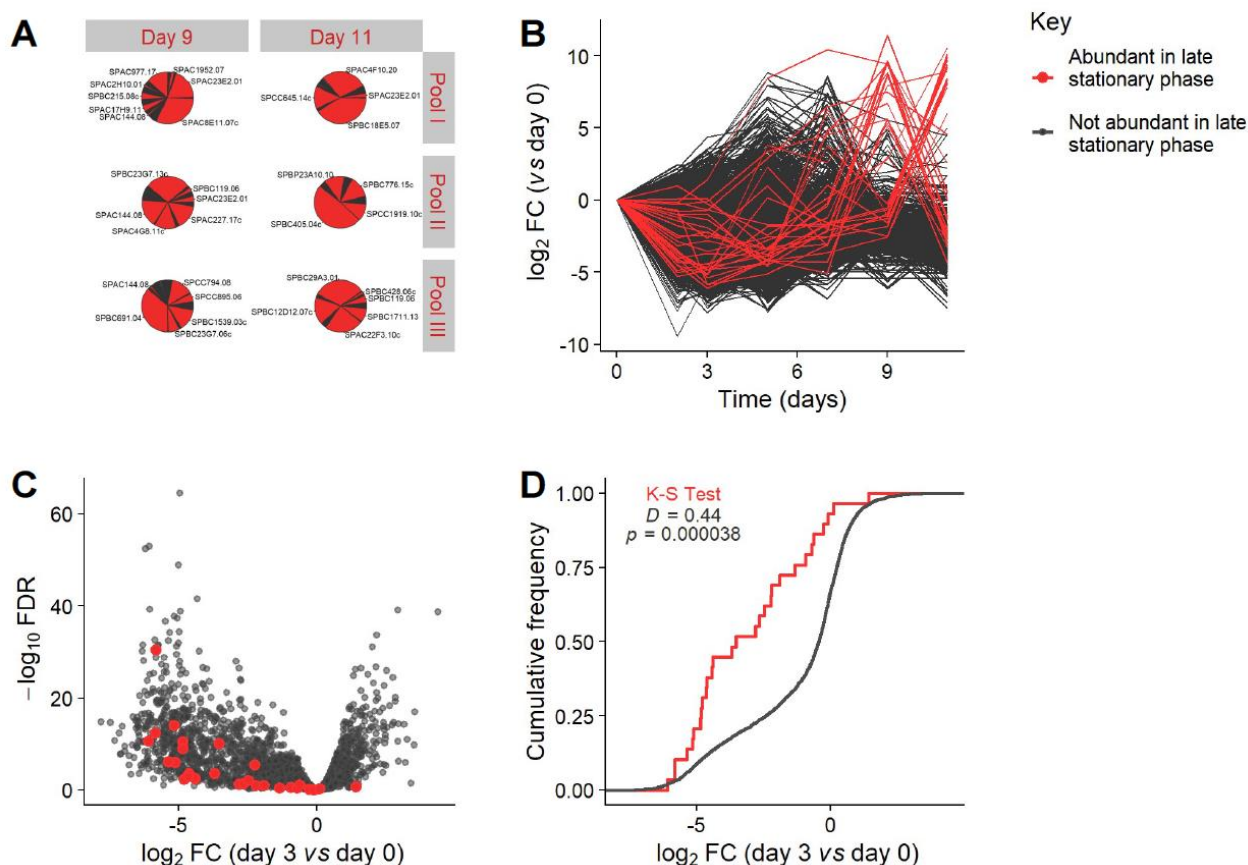 A
Day 9
Day 11
Pool I
Pool II
Pool III
SPAC977.17
SPAC1952.07
SPAC23E2.01
SPAC2H10.01
SPBC215.06c
SPAC17H9.11
SPAC144.08
SPAC8E11.07c
SPAC4F10.20
SPAC23E2.01
SPCC645.14c
SPBC18E5.07
SPBC23G7.13c
SPBC119.06
SPAC23E2.01
SPAC144.08
SPAC227.17c
SPAC4G8.11c
SPBP23A10.10
SPBC776.15c
SPCC1919.10c
SPBC405.04c
SPAC144.08
SPCC794.08
SPCC895.06
SPBC691.04
SPBC1539.03c
SPBC23G7.06c
SPBC29A3.01
SPBC428.06c
SPBC119.06
SPBC12D12.07c
SPBC1711.13
SPAC22F3.10c
B
log₂ FC (vs day 0)
10
5
0
-5
-10
0
3
6
9
Time (days)
Key
Abundant in late
stationary phase
Not abundant in late
stationary phase
C
−log₁₀ FDR
60
40
20
0
-5
0
log₂ FC (day 3 vs day 0)
D
Cumulative frequency
1.00
0.75
0.50
0.25
0.00
K-S Test
D = 0.44
p = 0.000038
-5
0
log₂ FC (day 3 vs day 0)